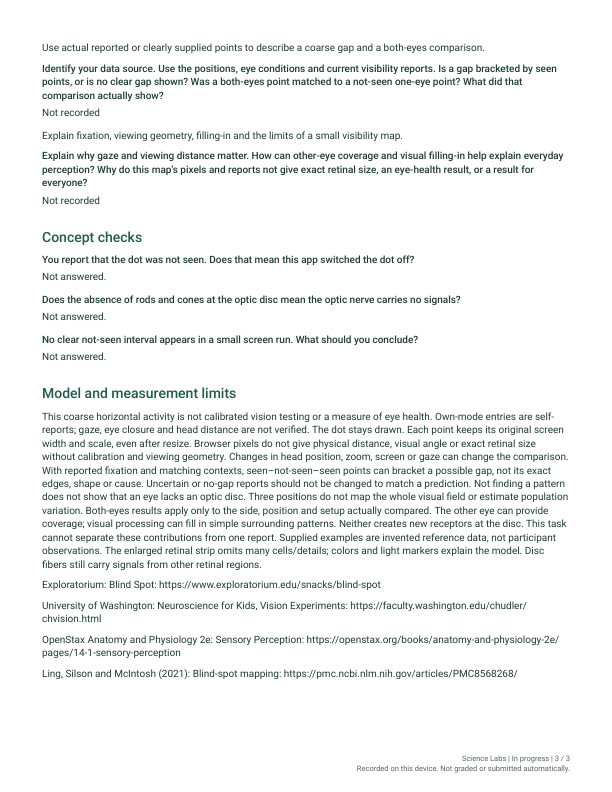 Use actual reported or clearly supplied points to describe a coarse gap and a both-eyes comparison.
Identify your data source. Use the positions, eye conditions and current visibility reports. Is a gap bracketed by seen
points, or is no clear gap shown? Was a both-eyes point matched to a not-seen one-eye point? What did that
comparison actually show?
Not recorded
Explain fixation, viewing geometry, filling-in and the limits of a small visibility map.
Explain why gaze and viewing distance matter. How can other-eye coverage and visual filling-in help explain everyday
perception? Why do this map's pixels and reports not give exact retinal size, an eye-health result, or a result for
everyone?
Not recorded
Concept checks
You report that the dot was not seen. Does that mean this app switched the dot off?
Not answered.
Does the absence of rods and cones at the optic disc mean the optic nerve carries no signals?
Not answered.
No clear not-seen interval appears in a small screen run. What should you conclude?
Not answered.
Model and measurement limits
This coarse horizontal activity is not calibrated vision testing or a measure of eye health. Own-mode entries are self-
reports; gaze, eye closure and head distance are not verified. The dot stays drawn. Each point keeps its original screen
width and scale, even after resize. Browser pixels do not give physical distance, visual angle or exact retinal size
without calibration and viewing geometry. Changes in head position, zoom, screen or gaze can change the comparison.
With reported fixation and matching contexts, seen–not-seen–seen points can bracket a possible gap, not its exact
edges, shape or cause. Uncertain or no-gap reports should not be changed to match a prediction. Not finding a pattern
does not show that an eye lacks an optic disc. Three positions do not map the whole visual field or estimate population
variation. Both-eyes results apply only to the side, position and setup actually compared. The other eye can provide
coverage; visual processing can fill in simple surrounding patterns. Neither creates new receptors at the disc. This task
cannot separate these contributions from one report. Supplied examples are invented reference data, not participant
observations. The enlarged retinal strip omits many cells/details; colors and light markers explain the model. Disc
fibers still carry signals from other retinal regions.
Exploratorium: Blind Spot: https://www.exploratorium.edu/snacks/blind-spot
University of Washington: Neuroscience for Kids, Vision Experiments: https://faculty.washington.edu/chudler/
chvision.html
OpenStax Anatomy and Physiology 2e: Sensory Perception: https://openstax.org/books/anatomy-and-physiology-2e/
pages/14-1-sensory-perception
Ling, Silson and McIntosh (2021): Blind-spot mapping: https://pmc.ncbi.nlm.nih.gov/articles/PMC8568268/
Science Labs | In progress | 3 / 3
Recorded on this device. Not graded or submitted automatically.